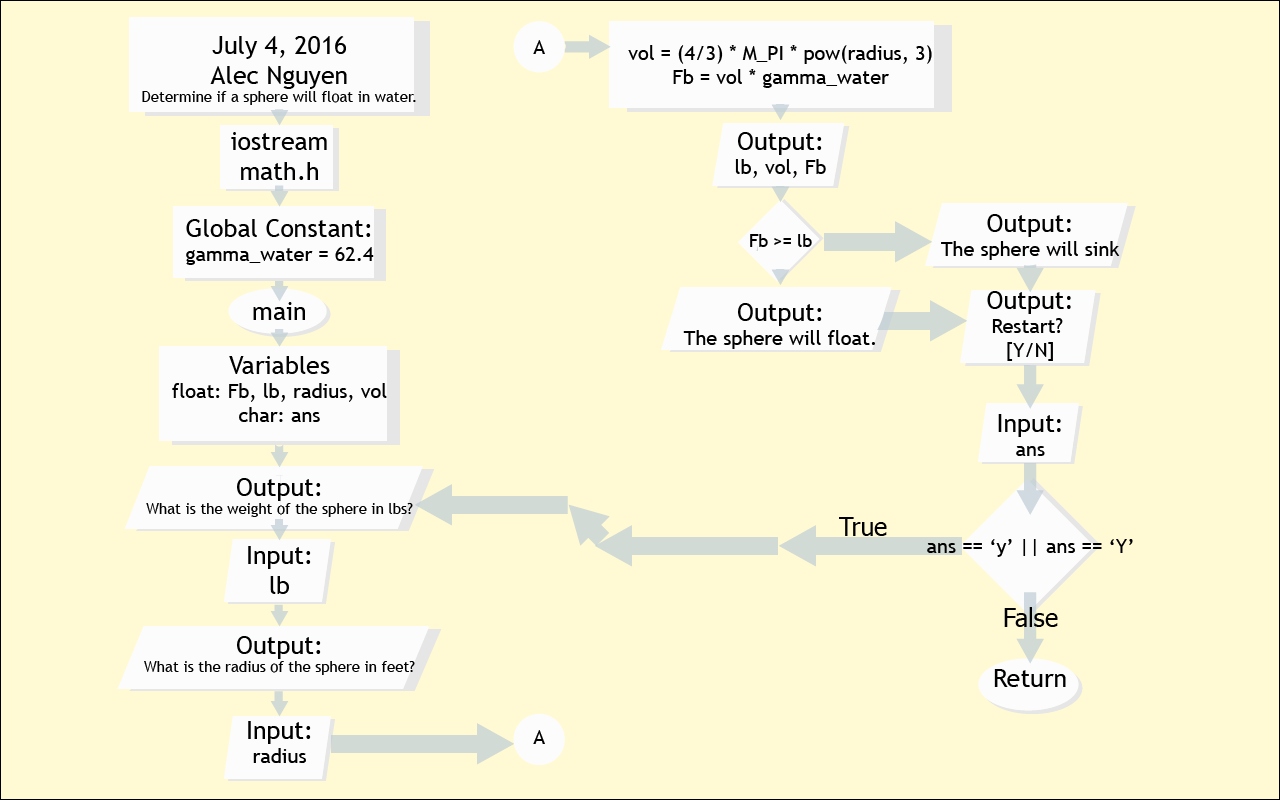 July 4, 2016
Alec Nguyen
Determine if a sphere will float in water.
iostream
math.h
Global Constant:
gamma_water = 62.4
main
Variables
float: Fb, lb, radius, vol
char: ans
Output:
What is the weight of the sphere in lbs?
Input:
lb
Output:
What is the radius of the sphere in feet?
Input:
radius
A
A
vol = (4/3) * M_PI * pow(radius, 3)
Fb = vol * gamma_water
Output:
lb, vol, Fb
Fb >= lb
Output:
The sphere will sink
Output:
The sphere will float.
Output:
Restart?
[Y/N]
Input:
ans
ans == ‘y’ || ans == ‘Y’
True
False
Return